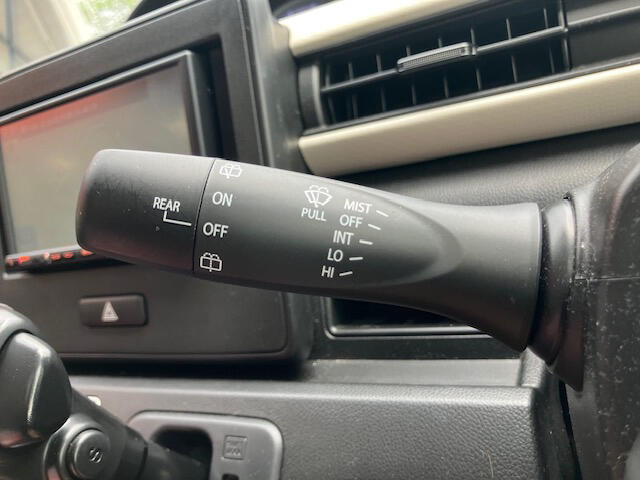 REAR
ON
OFF
PULL
MIST
OFF
INT
LO
HI
S